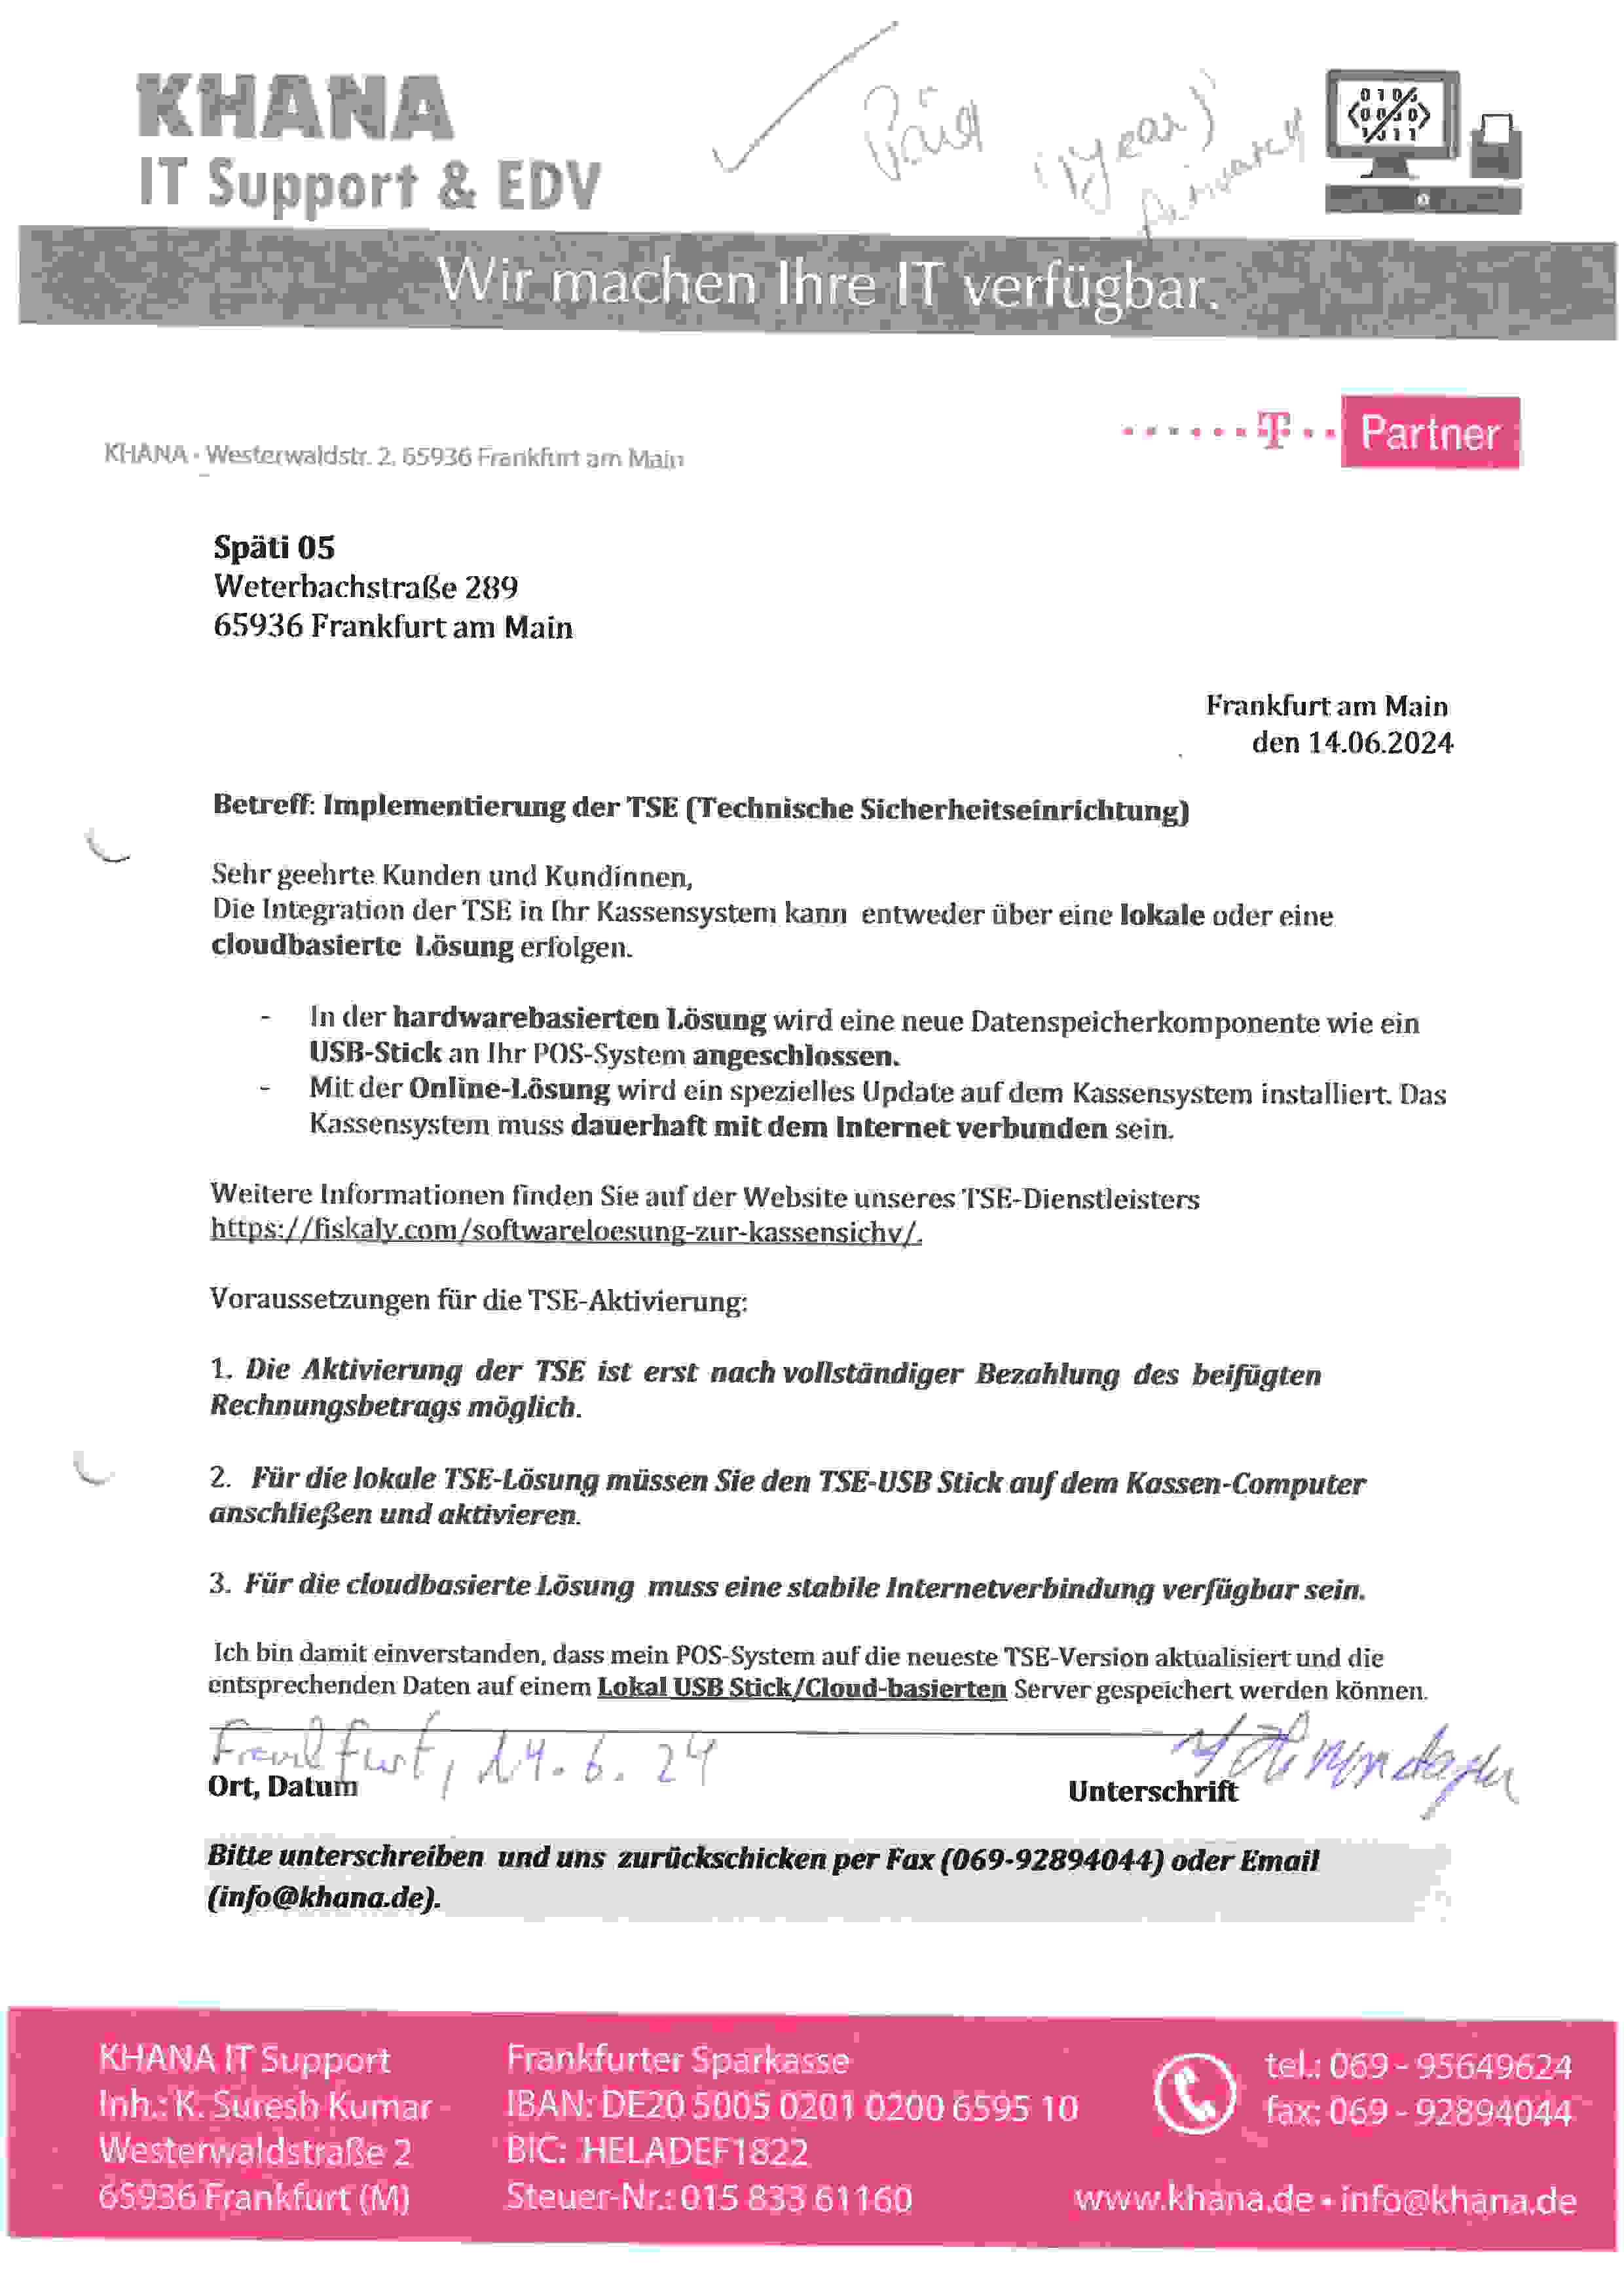 KHANA
IT Support & EDV
Paid
(1 year)
Wir machen Ihre IT verfügbar.
T Partner
KHANA - Westerwaldstr. 2, 65936 Frankfurt am Main
Späti 05
Weterbachstraße 289
65936 Frankfurt am Main
Frankfurt am Main
den 14.06.2024
Betreff: Implementierung der TSE (Technische Sicherheitseinrichtung)
Sehr geehrte Kunden und Kundinnen,
Die Integration der TSE in Ihr Kassensystem kann entweder über eine lokale oder eine
cloudbasierte Lösung erfolgen.
- In der hardwarebasierten Lösung wird eine neue Datenspeicherkomponente wie ein
USB-Stick an Ihr POS-System angeschlossen.
- Mit der Online-Lösung wird ein spezielles Update auf dem Kassensystem installiert. Das
Kassensystem muss dauerhaft mit dem Internet verbunden sein.
Weitere Informationen finden Sie auf der Website unseres TSE-Dienstleisters
https://fiskaly.com/softwareloesung-zur-kassensichv/.
Voraussetzungen für die TSE-Aktivierung:
1. Die Aktivierung der TSE ist erst nach vollständiger Bezahlung des beifügten
Rechnungsbetrags möglich.
2. Für die lokale TSE-Lösung müssen Sie den TSE-USB Stick auf dem Kassen-Computer
anschließen und aktivieren.
3. Für die cloudbasierte Lösung muss eine stabile Internetverbindung verfügbar sein.
Ich bin damit einverstanden, dass mein POS-System auf die neueste TSE-Version aktualisiert und die
entsprechenden Daten auf einem Lokal USB Stick/Cloud-basierten Server gespeichert werden können.
Frankfurt, 14.6.24
Ort, Datum
Unterschrift
Bitte unterschreiben und uns zurückschicken per Fax (069-92894044) oder Email
(info@khana.de).
KHANA IT Support
Inh.: K. Suresh Kumar
Westerwaldstraße 2
65936 Frankfurt (M)
Frankfurter Sparkasse
IBAN: DE20 5005 0201 0200 6595 10
BIC: HELADEF1822
Steuer-Nr.: 015 833 61160
tel.: 069 - 95649624
fax: 069 - 92894044
www.khana.de • info@khana.de